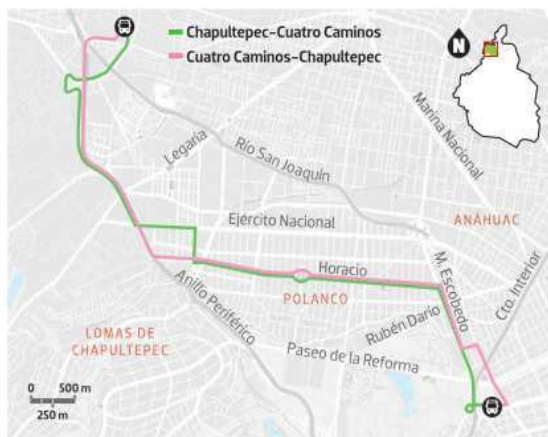 Chapultepec-Cuatro Caminos
Cuatro Caminos-Chapultepec
N
Marina Nacional
Legaria
Río San Joaquín
Ejército Nacional
ANÁHUAC
Horacio
M. Escobedo
Cto. Interior
Anillo Periférico
POLANCO
Rubén Darío
LOMAS DE
CHAPULTEPEC
Paseo de la Reforma
0 500 m
250 m